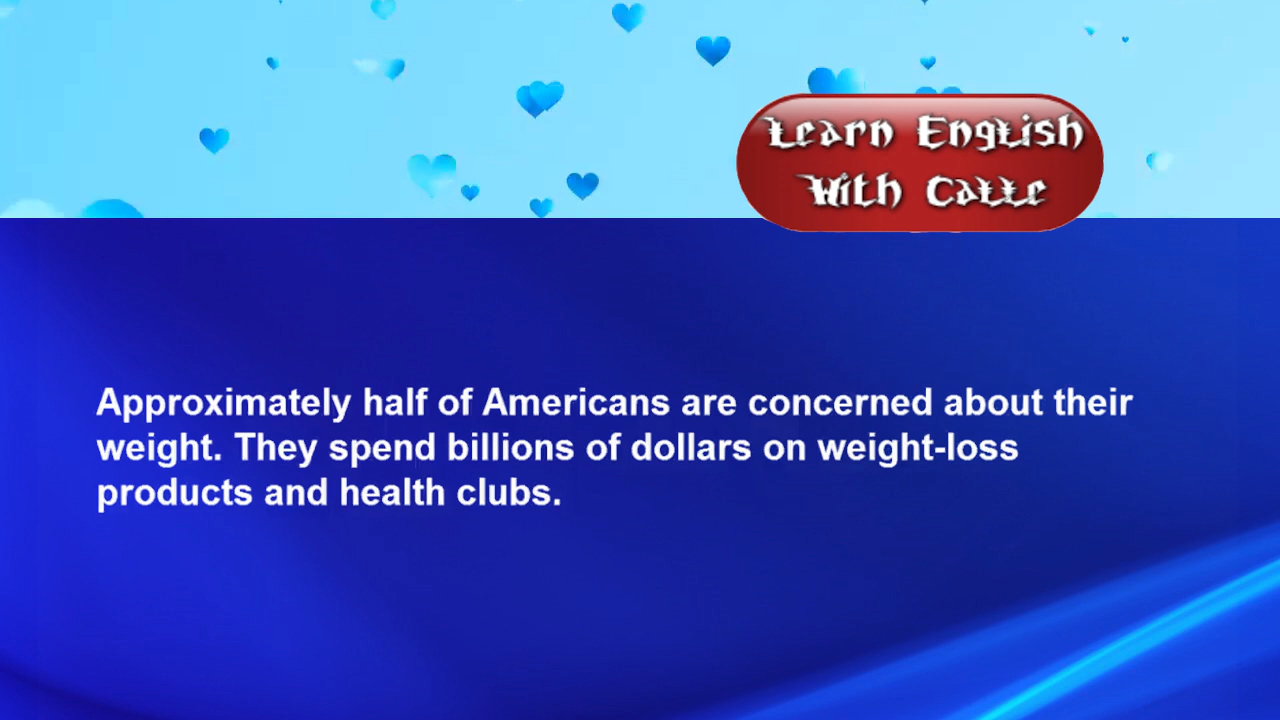 Learn English
With Calle
Approximately half of Americans are concerned about their
weight. They spend billions of dollars on weight-loss
products and health clubs.